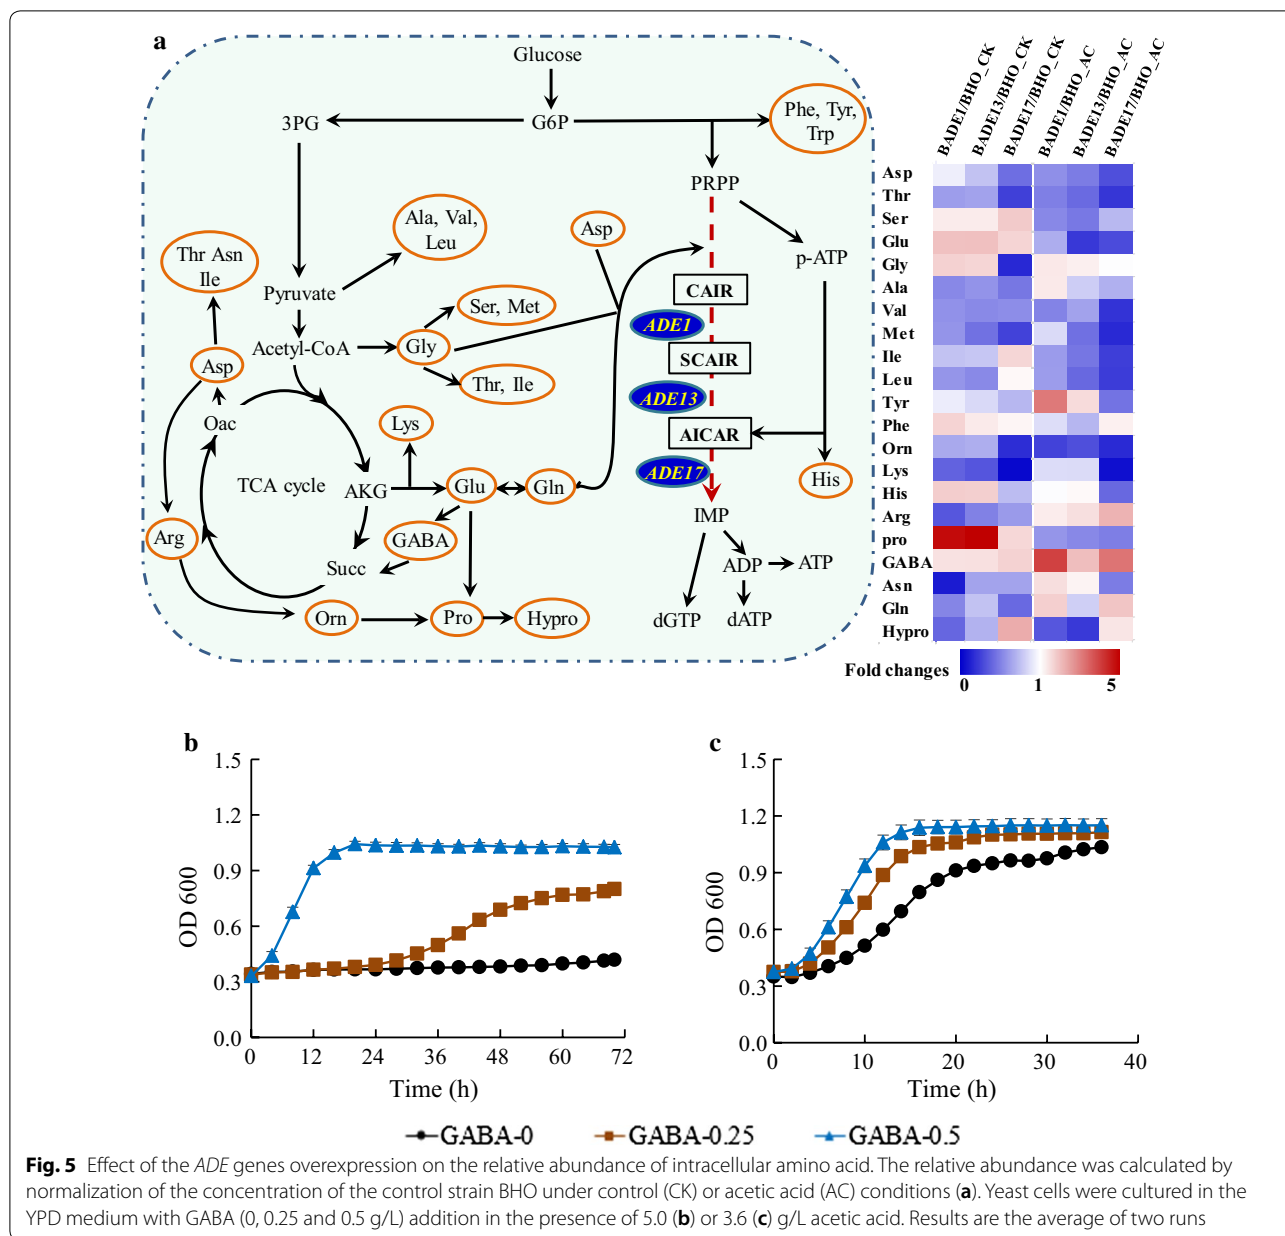 a
Glucose
3PG
G6P
Phe, Tyr,
Trp
PRPP
Ala, Val,
Leu
Asp
Thr Asn
Ile
p-ATP
Pyruvate
CAIR
Ser, Met
ADE1
Acetyl-CoA
Gly
SCAIR
Asp
Thr, Ile
ADE13
Oac
Lys
AICAR
TCA cycle
AKG
Glu
Gln
ADE17
His
IMP
Arg
GABA
Succ
ADP
ATP
Orn
Pro
Hypro
dGTP
dATP
BADE1/BHO_CK
BADE13/BHO_CK
BADE17/BHO_CK
BADE1/BHO_AC
BADE13/BHO_AC
BADE17/BHO_AC
Asp
Thr
Ser
Glu
Gly
Ala
Val
Met
Ile
Leu
Tyr
Phe
Orn
Lys
His
Arg
pro
GABA
Asn
Gln
Hypro
Fold changes
0 1 5
b
1.5
1.2
0.9
0.6
0.3
0.0
OD 600
0 12 24 36 48 60 72
Time (h)
c
1.5
1.2
0.9
0.6
0.3
0.0
OD 600
0 10 20 30 40
Time (h)
GABA-0 GABA-0.25 GABA-0.5
Fig. 5 Effect of the ADE genes overexpression on the relative abundance of intracellular amino acid. The relative abundance was calculated by
normalization of the concentration of the control strain BHO under control (CK) or acetic acid (AC) conditions (a). Yeast cells were cultured in the
YPD medium with GABA (0, 0.25 and 0.5 g/L) addition in the presence of 5.0 (b) or 3.6 (c) g/L acetic acid. Results are the average of two runs